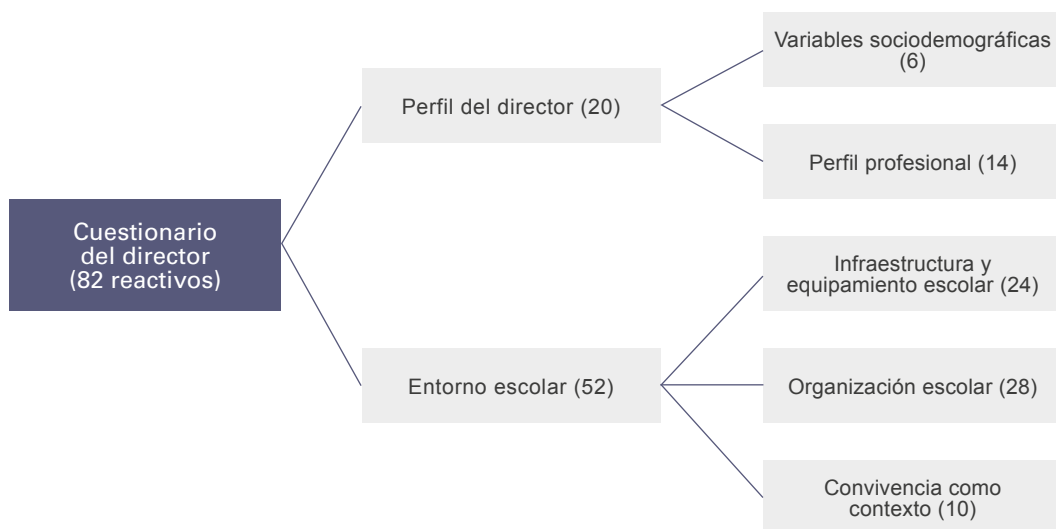 Cuestionario
del director
(82 reactivos)
Perfil del director (20)
Variables sociodemográficas
(6)
Perfil profesional (14)
Entorno escolar (52)
Infraestructura y
equipamiento escolar (24)
Organización escolar (28)
Convivencia como
contexto (10)